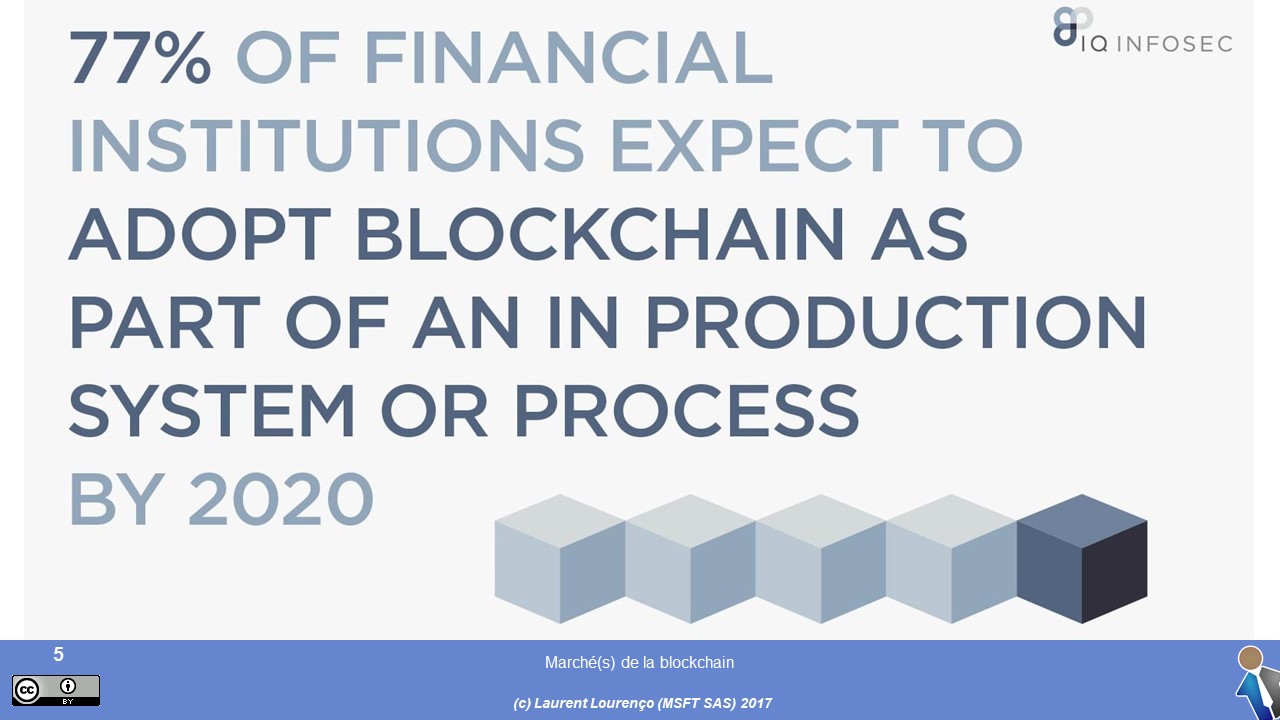 77% OF FINANCIAL
INSTITUTIONS EXPECT TO
ADOPT BLOCKCHAIN AS
PART OF AN IN PRODUCTION
SYSTEM OR PROCESS
BY 2020
IQ INFOSEC
5
Marché(s) de la blockchain
(c) Laurent Lourenço (MSFT SAS) 2017
cc
BY